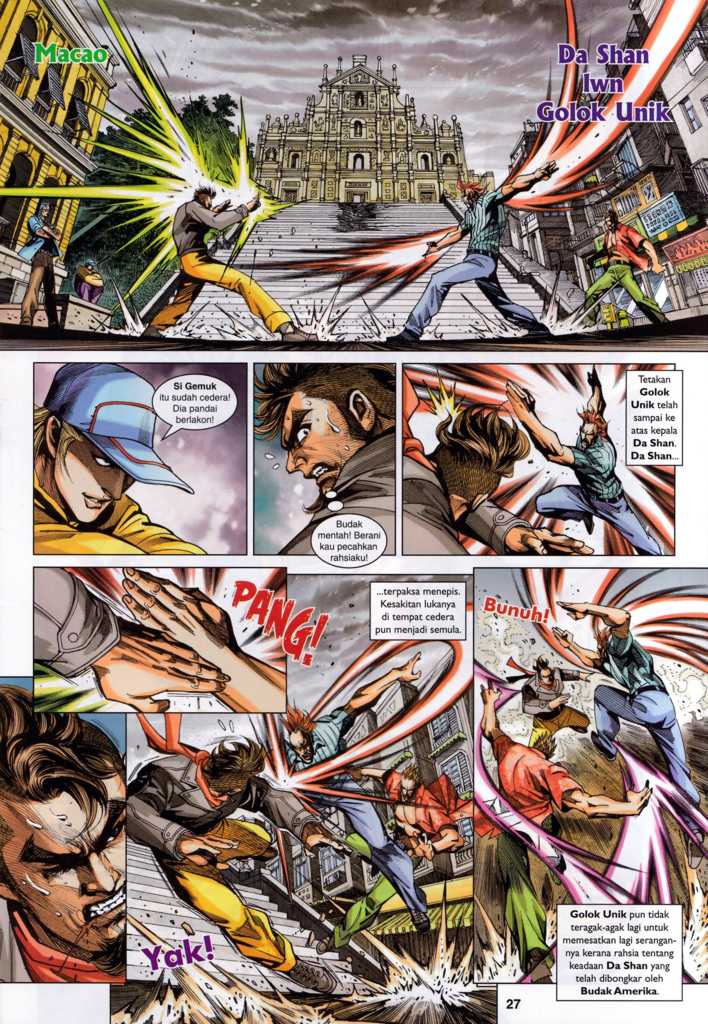 Macao
Da Shan
lwn
Golok Unik
Si Gemuk
itu sudah cedera!
Dia pandai
berlakon!
Budak
mentah! Berani
kau pecahkan
rahsiaku!
Tetakan
Golok
Unik telah
sampai ke
atas kepala
Da Shan.
Da Shan...
PANG!
...terpaksa menepis.
Kesakitan lukanya
di tempat cedera
pun menjadi semula.
Bunuh!
Yak!
Golok Unik pun tidak
teragak-agak lagi untuk
memesatkan lagi serangan-
nya kerana rahsia tentang
keadaan Da Shan yang
telah dibongkar oleh
Budak Amerika.
27